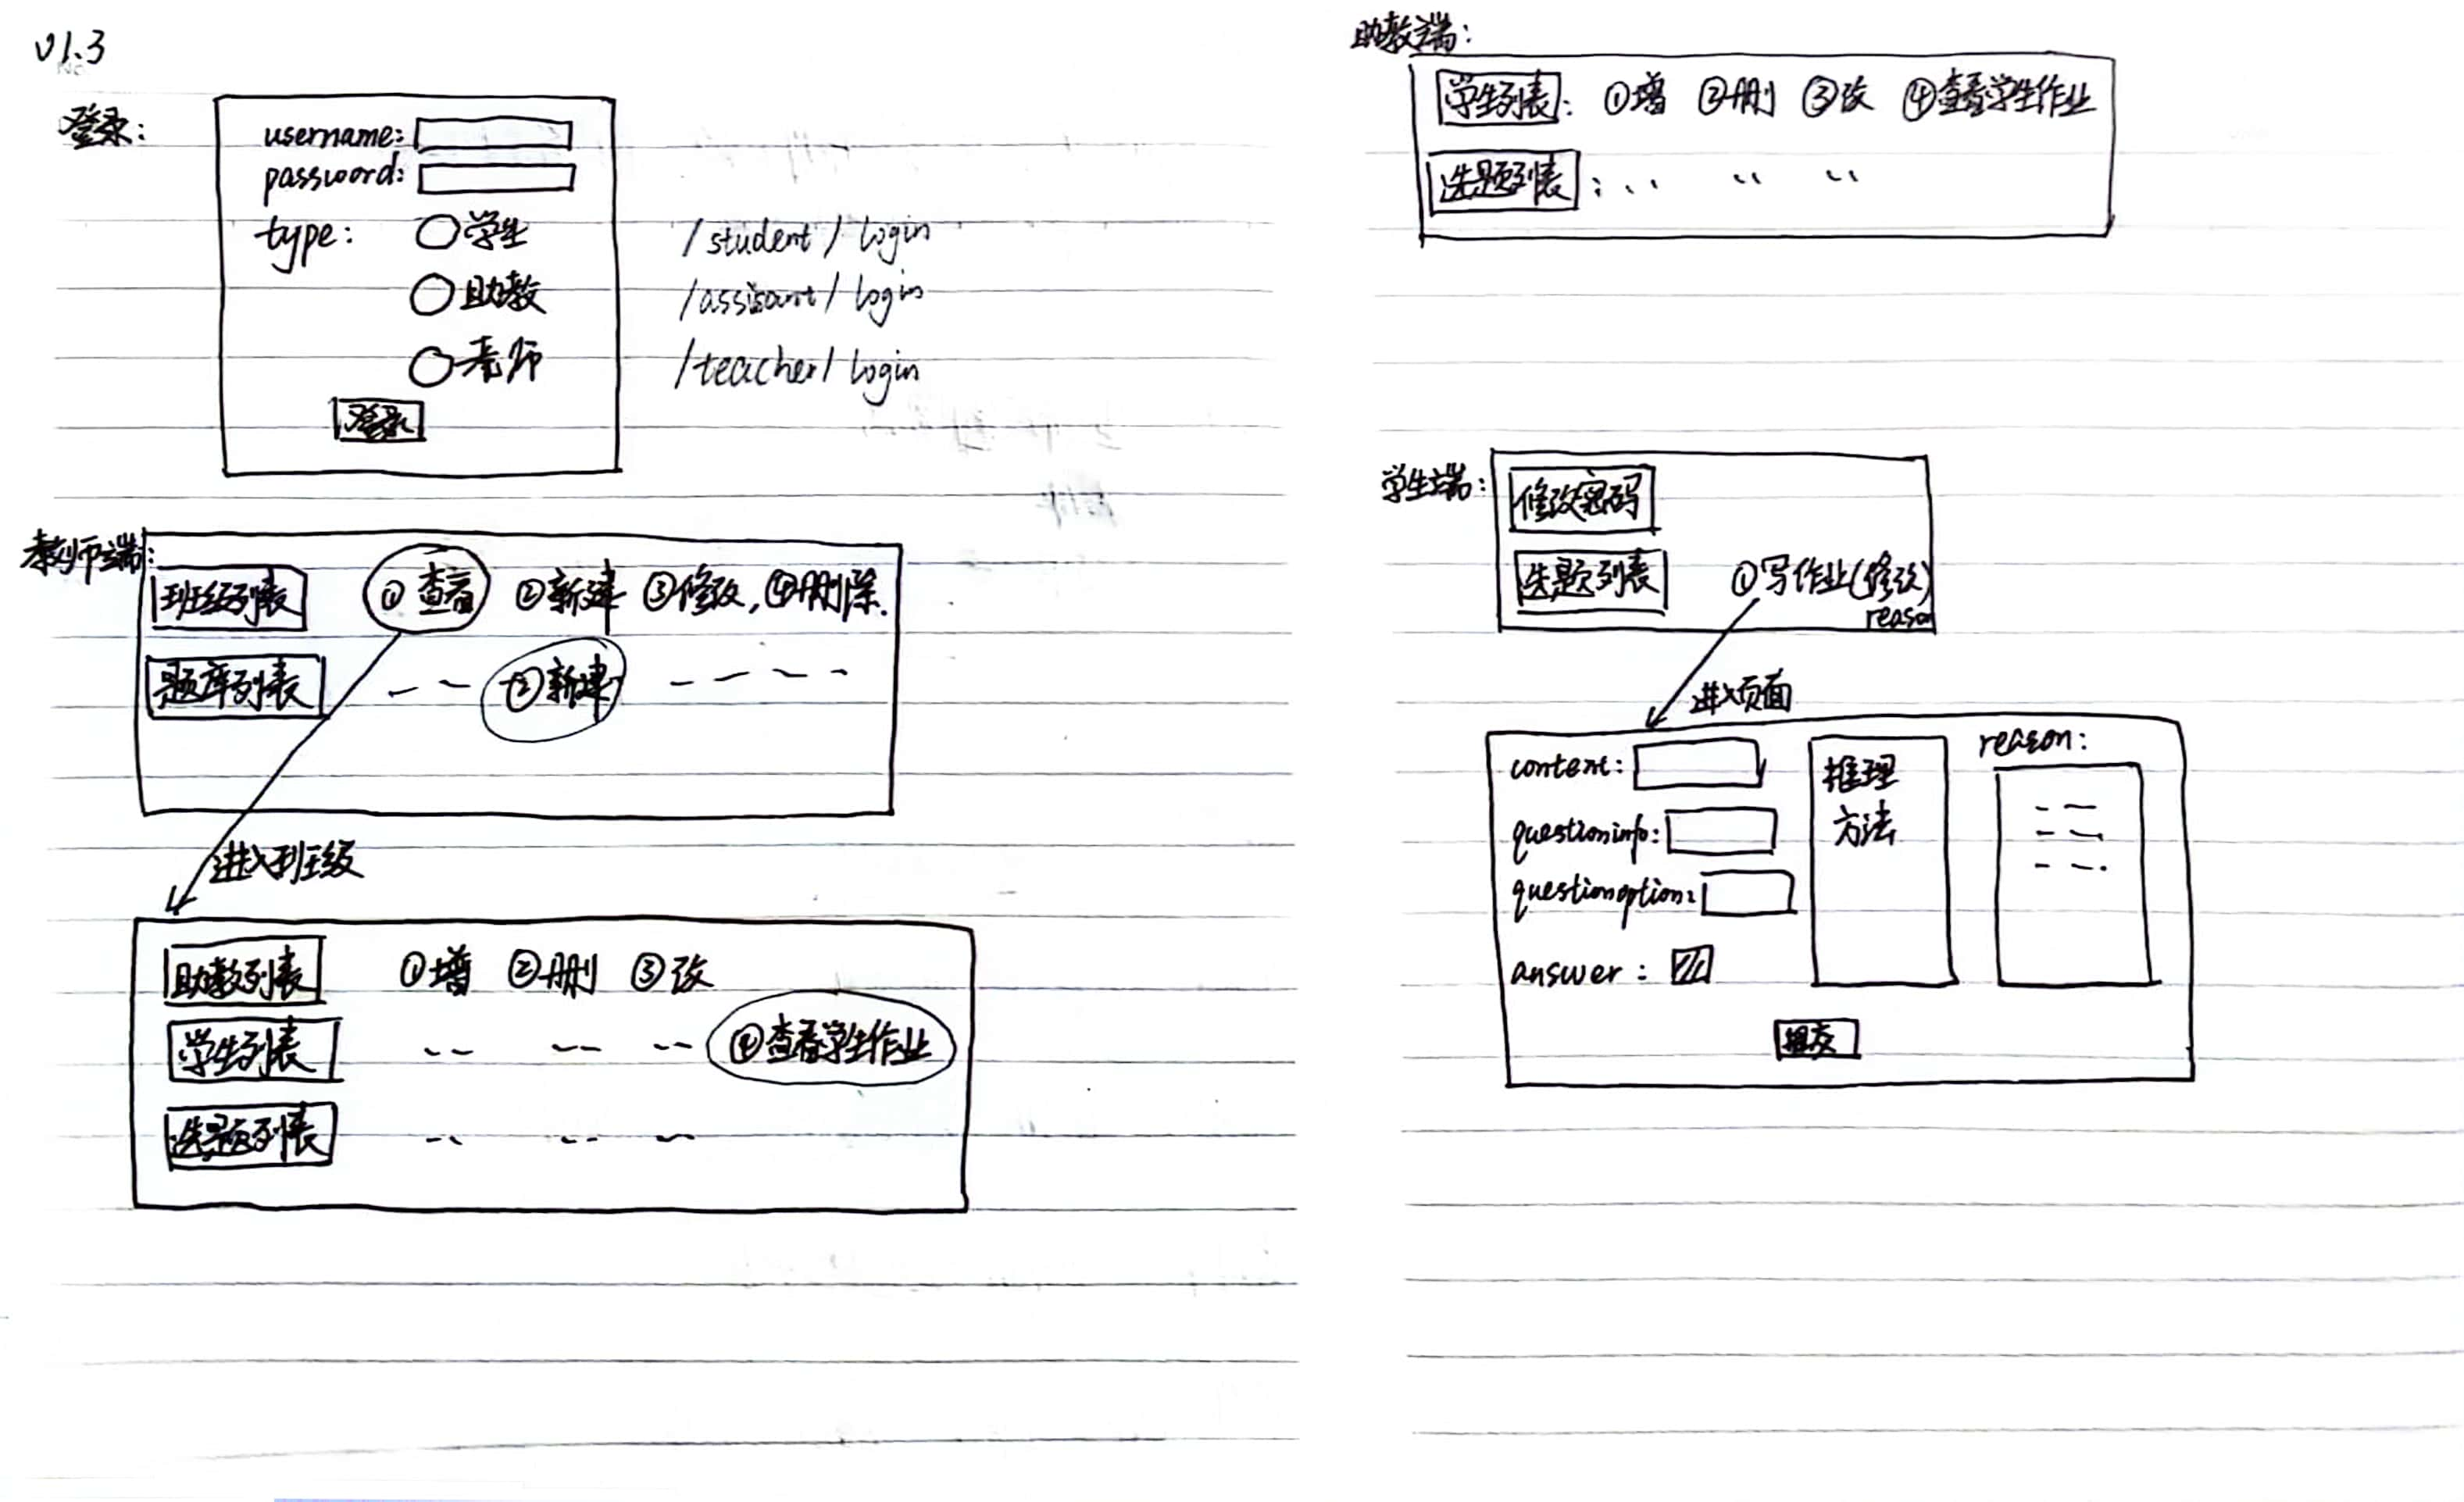 v1.3
登录:
username:
password:
type: ○学生 /student/login
○助教 /assisant/login
○老师 /teacher/login
登录
教师端:
班级列表 ①查看 ②新建 ③修改, ④删除.
题库列表 ②新建
进入到班级
助教列表 ①增 ②删 ③改
学生列表 ④查看学生作业
选题列表
助教端:
学生列表: ①增 ②删 ③改 ④查看学生作业
选题列表:
学生端:
修改密码
选题列表 ①写作业(修改)
reason
进入页面
content:
questioninfo:
questionoption:
answer:
推理
方法
reason:
提交